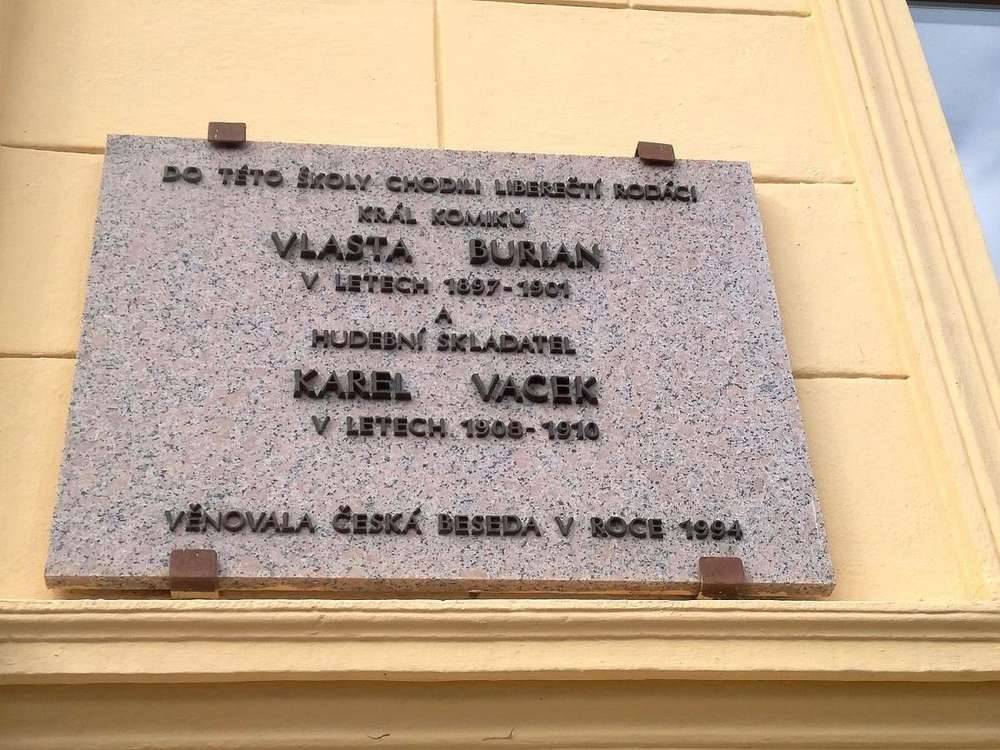 DO TÉTO ŠKOLY CHODILI LIBEREČTÍ RODÁCI
KRÁL KOMIKŮ
VLASTA BURIAN
V LETECH 1897-1901
A
HUDEBNÍ SKLADATEL
KAREL VACEK
V LETECH 1908-1910
VĚNOVALA ČESKÁ BESEDA V ROCE 1994